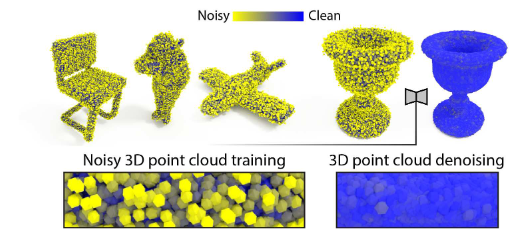 Noisy Clean
Noisy 3D point cloud training
3D point cloud denoising